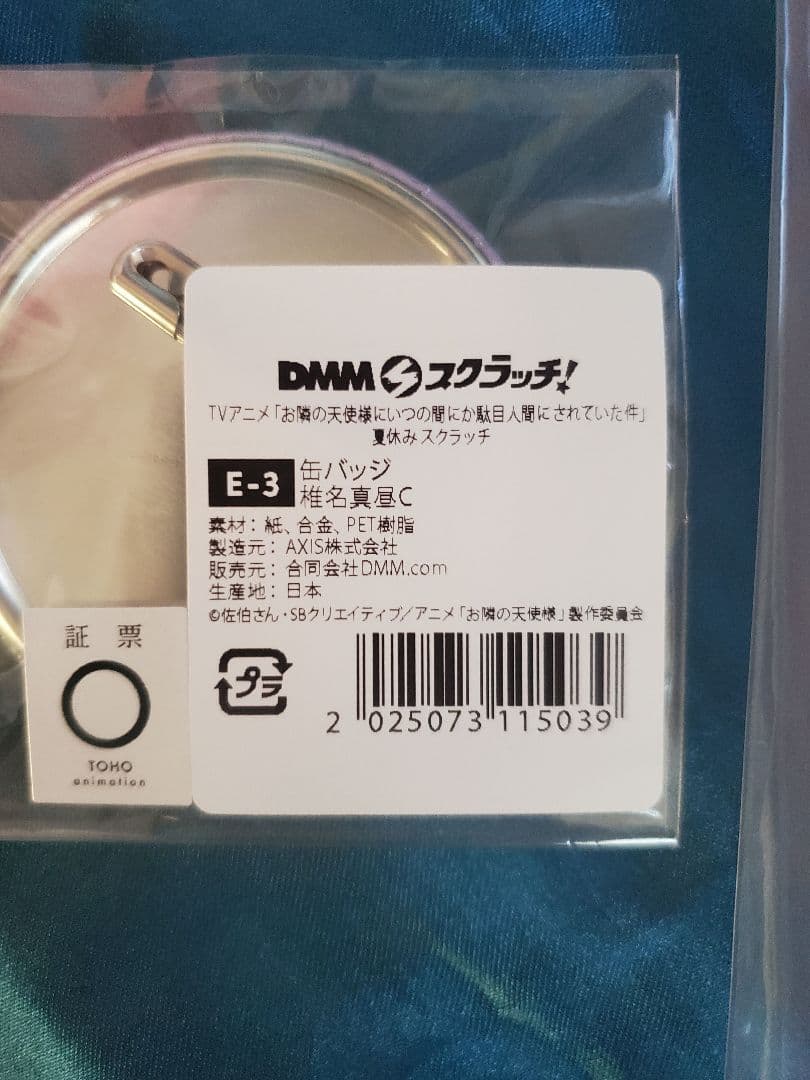 DMMスクラッチ!
TVアニメ「お隣の天使様にいつの間にか駄目人間にされていた件」
夏休みスクラッチ
E-3 缶バッジ
椎名真昼C
素材：紙、合金、PET樹脂
製造元：AXIS株式会社
販売元：合同会社DMM.com
生産地：日本
©佐伯さん・SBクリエイティブ/アニメ「お隣の天使様」製作委員会
プラ
2 025073 115039
証票
TOHO
animation